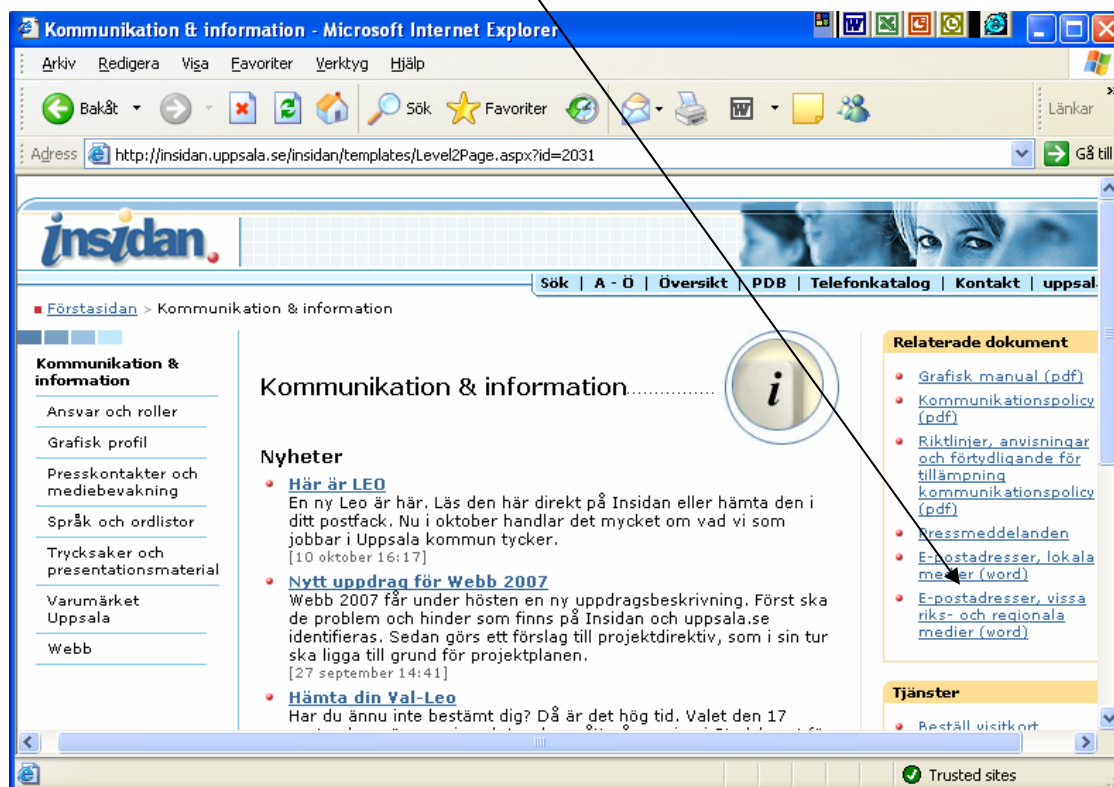 Kommunikation & information - Microsoft Internet Explorer
Arkiv Redigera Visa Favoriter Verktyg Hjälp
Bakåt Sök Favoriter Länkar »
Adress http://insidan.uppsala.se/insidan/templates/Level2Page.aspx?id=2031 Gå till
insidan.
Sök | A - Ö | Översikt | PDB | Telefonkatalog | Kontakt | uppsal
Förstasidan > Kommunikation & information
Kommunikation &
information
Ansvar och roller
Grafisk profil
Presskontakter och
mediebevakning
Språk och ordlistor
Trycksaker och
presentationsmaterial
Varumärket
Uppsala
Webb
Kommunikation & information
i
Nyheter
Här är LEO
En ny Leo är här. Läs den här direkt på Insidan eller hämta den i
ditt postfack. Nu i oktober handlar det mycket om vad vi som
jobbar i Uppsala kommun tycker.
[10 oktober 16:17]
Nytt uppdrag för Webb 2007
Webb 2007 får under hösten en ny uppdragsbeskrivning. Först ska
de problem och hinder som finns på Insidan och uppsala.se
identifieras. Sedan görs ett förslag till projektdirektiv, som i sin tur
ska ligga till grund för projektplanen.
[27 september 14:41]
Hämta din Val-Leo
Har du ännu inte bestämt dig? Då är det hög tid. Valet den 17
Relaterade dokument
Grafisk manual (pdf)
Kommunikationspolicy
(pdf)
Riktlinjer, anvisningar
och förtydligande för
tillämpning
kommunikationspolicy
(pdf)
Pressmeddelanden
E-postadresser, lokala
medier (word)
E-postadresser, vissa
riks- och regionala
medier (word)
Tjänster
Beställ visitkort
Trusted sites